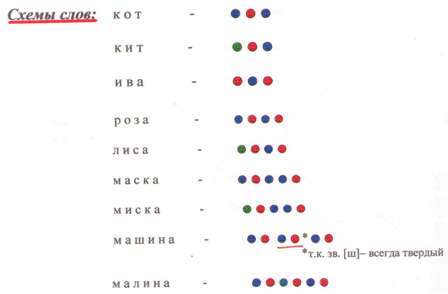 Схемы слов: кот -
кит -
ива -
роза -
лиса -
маска -
миска -
машина - *
*т.к. зв. [ш]– всегда твердый
малина -